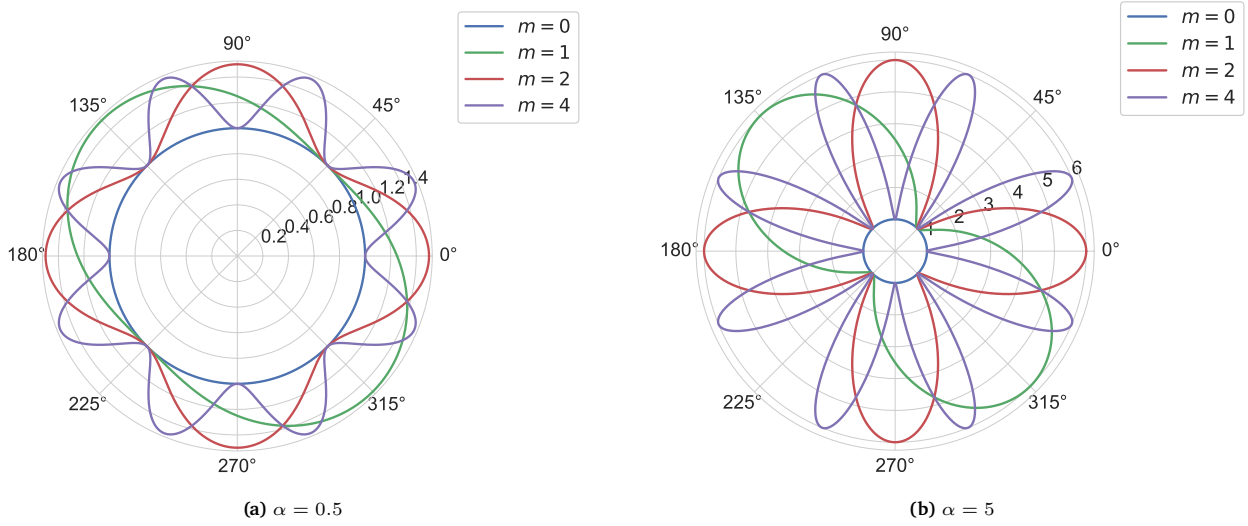 m = 0
m = 1
m = 2
m = 4
90°
135°
45°
180°
0°
0.2
0.4
0.6
0.8
1.0
1.2
1.4
225°
315°
270°
(a) α = 0.5
m = 0
m = 1
m = 2
m = 4
90°
135°
45°
180°
0°
1
2
3
4
5
6
225°
315°
270°
(b) α = 5